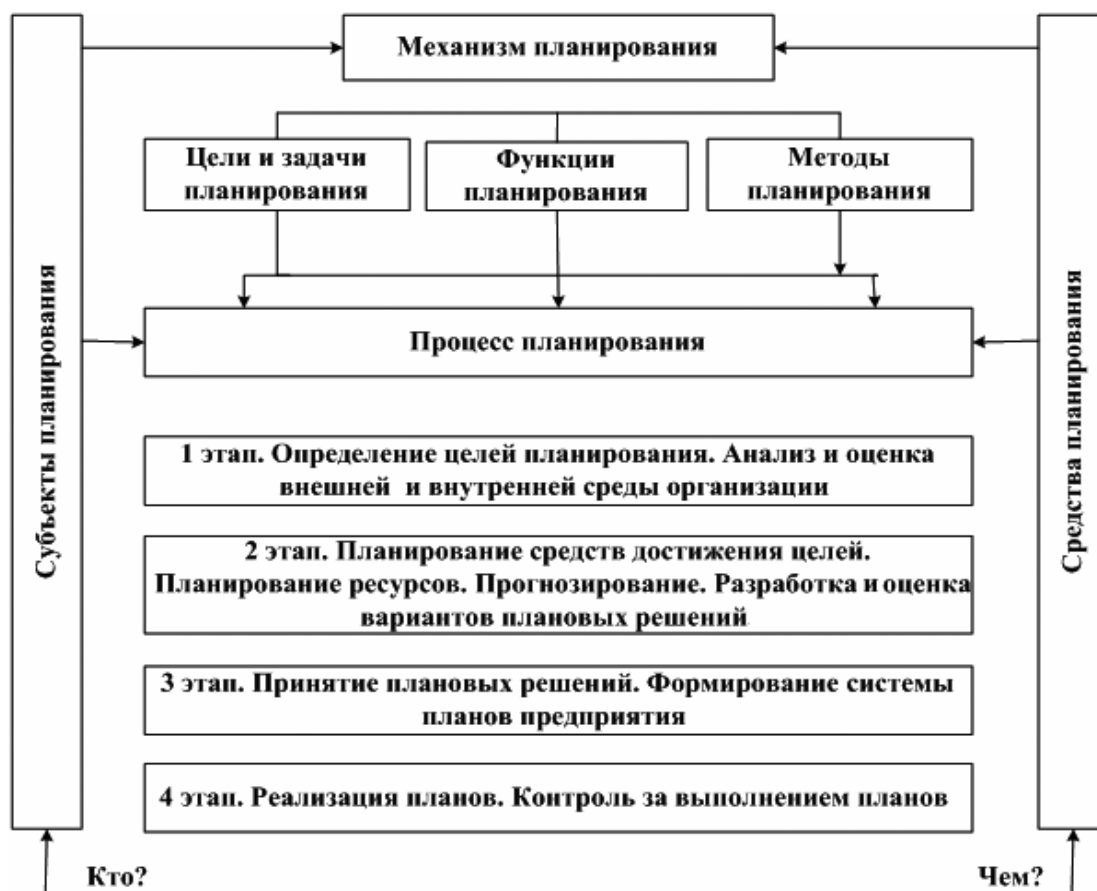 Механизм планирования
Цели и задачи
планирования
Функции
планирования
Методы
планирования
Процесс планирования
1 этап. Определение целей планирования. Анализ и оценка
внешней и внутренней среды организации
2 этап. Планирование средств достижения целей.
Планирование ресурсов. Прогнозирование. Разработка и оценка
вариантов плановых решений
3 этап. Принятие плановых решений. Формирование системы
планов предприятия
4 этап. Реализация планов. Контроль за выполнением планов
Субъекты планирования
Средства планирования
Кто?
Чем?